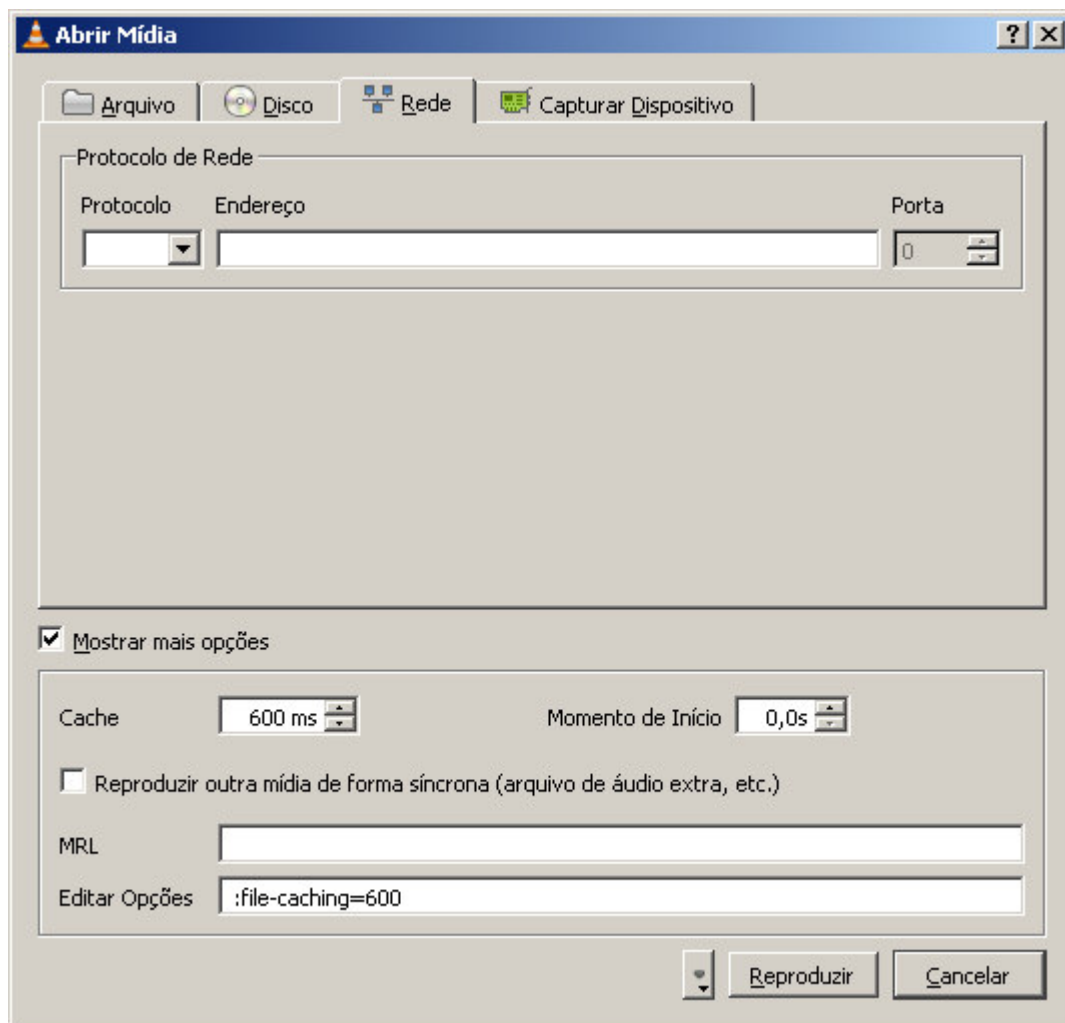 Abrir Mídia
Arquivo Disco Rede Capturar Dispositivo
Protocolo de Rede
Protocolo Endereço Porta
0
Mostrar mais opções
Cache 600 ms Momento de Início 0,0s
Reproduzir outra mídia de forma síncrona (arquivo de áudio extra, etc.)
MRL
Editar Opções :file-caching=600
Reproduzir Cancelar